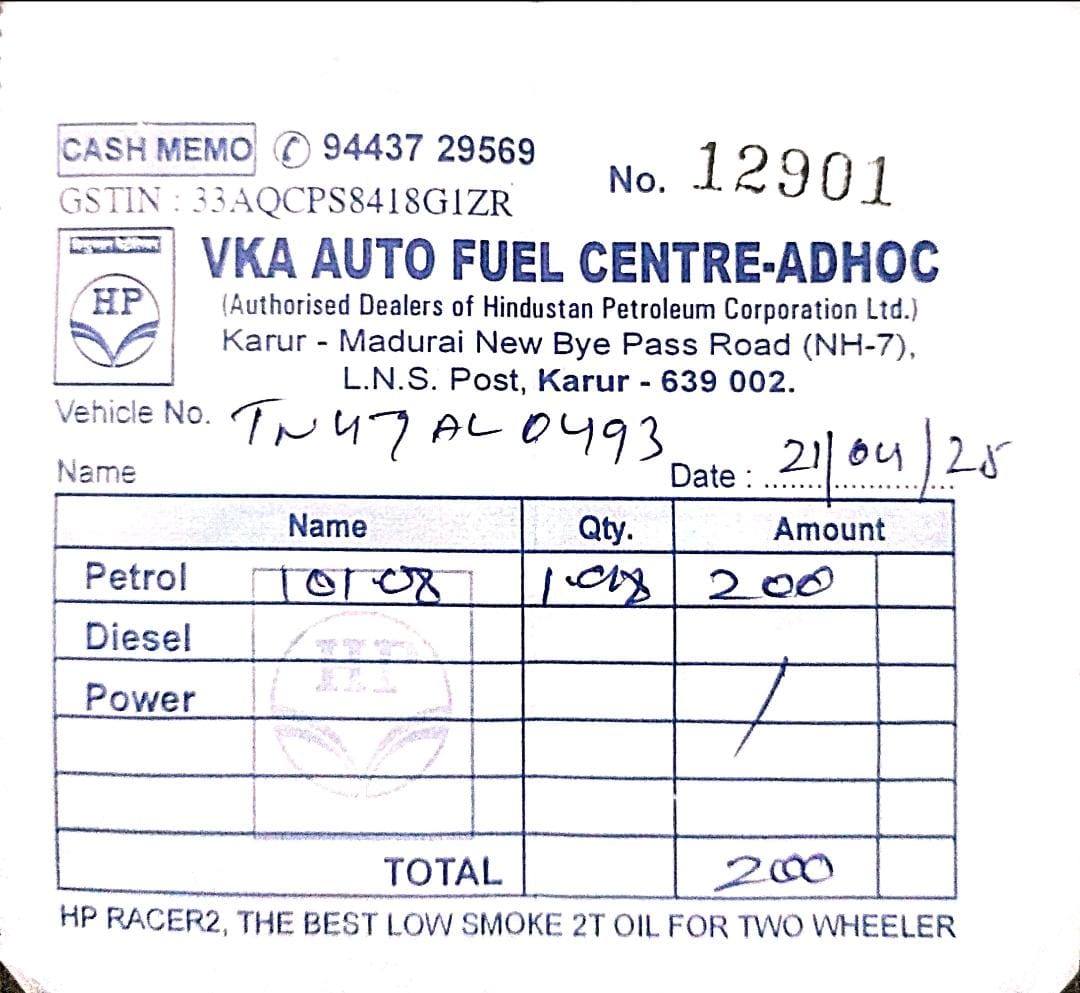 CASH MEMO ✆ 94437 29569
No. 12901
GSTIN : 33AQCPS8418G1ZR
HP
VKA AUTO FUEL CENTRE-ADHOC
(Authorised Dealers of Hindustan Petroleum Corporation Ltd.)
Karur - Madurai New Bye Pass Road (NH-7),
L.N.S. Post, Karur - 639 002.
Vehicle No. TN 47 AL 0493
Name Date : 21/04/25
Name Qty. Amount
Petrol 101.08 200
Diesel
HP
Power
TOTAL 200
HP RACER2, THE BEST LOW SMOKE 2T OIL FOR TWO WHEELER